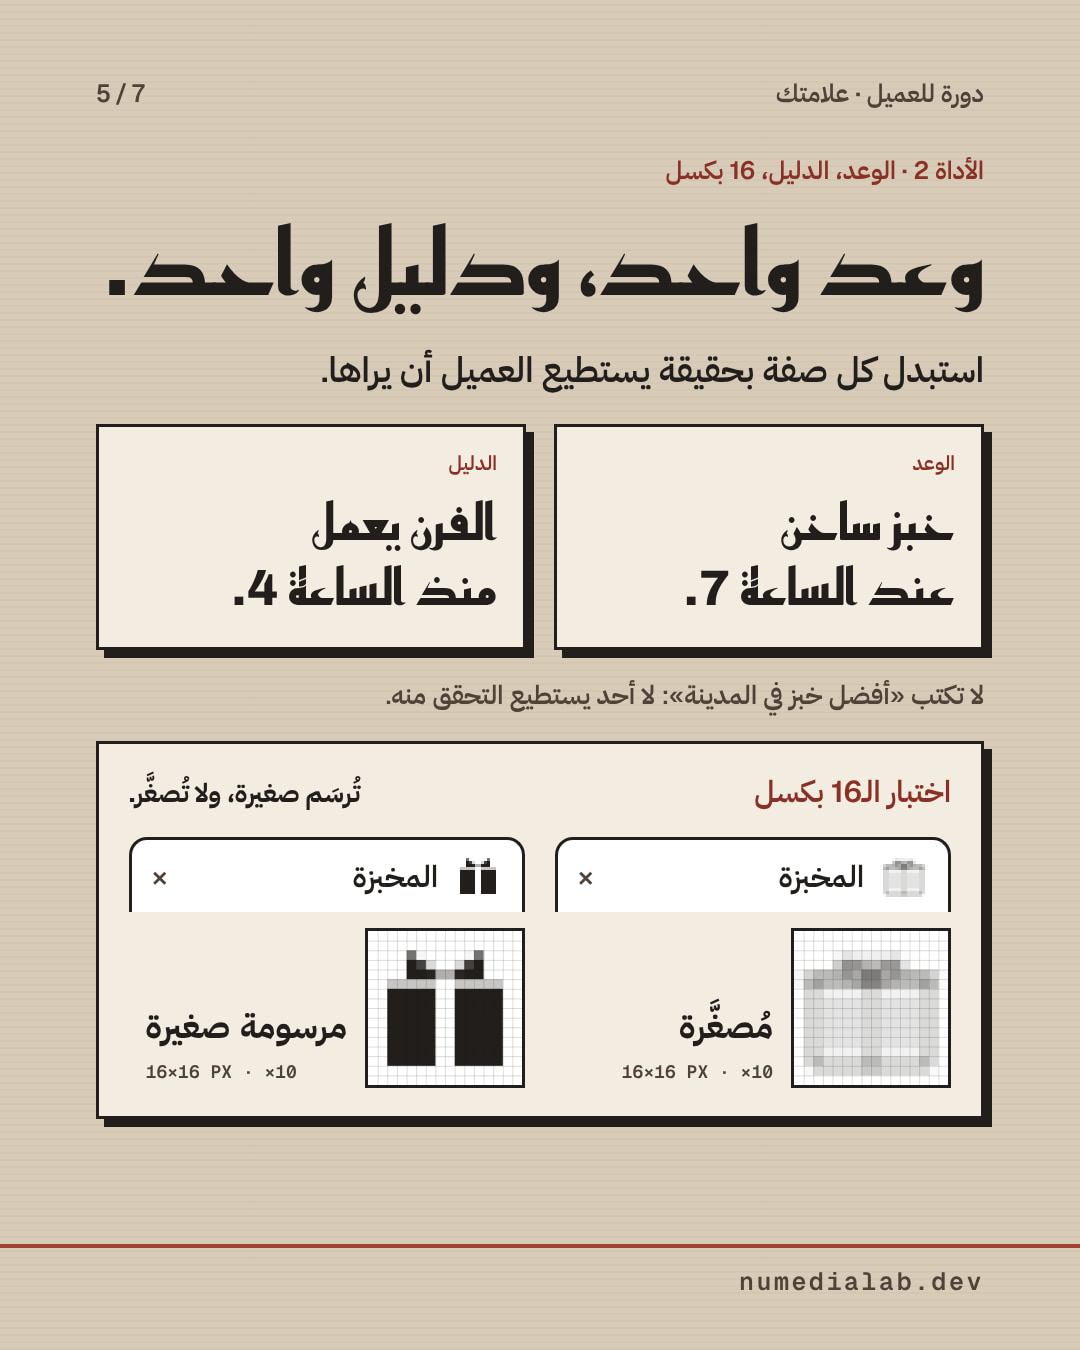 دورة للعميل · علامتك
5 / 7
الأداة 2 · الوعد، الدليل، 16 بكسل
وعد واحد، ودليل واحد.
استبدل كل صفة بحقيقة يستطيع العميل أن يراها.
الوعد
خبز ساخن
عند الساعة 7.
الدليل
الفرن يعمل
منذ الساعة 4.
لا تكتب «أفضل خبز في المدينة»: لا أحد يستطيع التحقق منه.
اختبار الـ16 بكسل
تُرسَم صغيرة، ولا تُصغَّر.
المخبزة ×
المخبزة ×
مُصغَّرة
16×16 PX · ×10
مرسومة صغيرة
16×16 PX · ×10
numedialab.dev